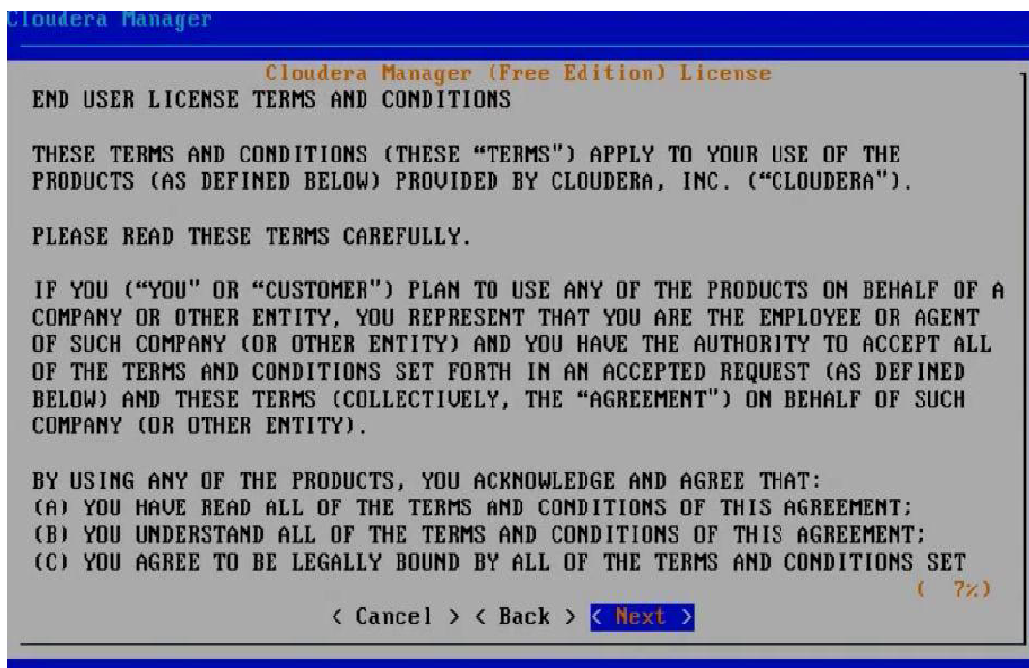 Cloudera Manager
Cloudera Manager (Free Edition) License
END USER LICENSE TERMS AND CONDITIONS
THESE TERMS AND CONDITIONS (THESE “TERMS") APPLY TO YOUR USE OF THE
PRODUCTS (AS DEFINED BELOW) PROVIDED BY CLOUDERA, INC. (“CLOUDERA").
PLEASE READ THESE TERMS CAREFULLY.
IF YOU (“YOU" OR “CUSTOMER") PLAN TO USE ANY OF THE PRODUCTS ON BEHALF OF A
COMPANY OR OTHER ENTITY, YOU REPRESENT THAT YOU ARE THE EMPLOYEE OR AGENT
OF SUCH COMPANY (OR OTHER ENTITY) AND YOU HAVE THE AUTHORITY TO ACCEPT ALL
OF THE TERMS AND CONDITIONS SET FORTH IN AN ACCEPTED REQUEST (AS DEFINED
BELOW) AND THESE TERMS (COLLECTIVELY, THE “AGREEMENT") ON BEHALF OF SUCH
COMPANY (OR OTHER ENTITY).
BY USING ANY OF THE PRODUCTS, YOU ACKNOWLEDGE AND AGREE THAT:
(A) YOU HAVE READ ALL OF THE TERMS AND CONDITIONS OF THIS AGREEMENT;
(B) YOU UNDERSTAND ALL OF THE TERMS AND CONDITIONS OF THIS AGREEMENT;
(C) YOU AGREE TO BE LEGALLY BOUND BY ALL OF THE TERMS AND CONDITIONS SET
( 7%)
< Cancel > < Back > < Next >